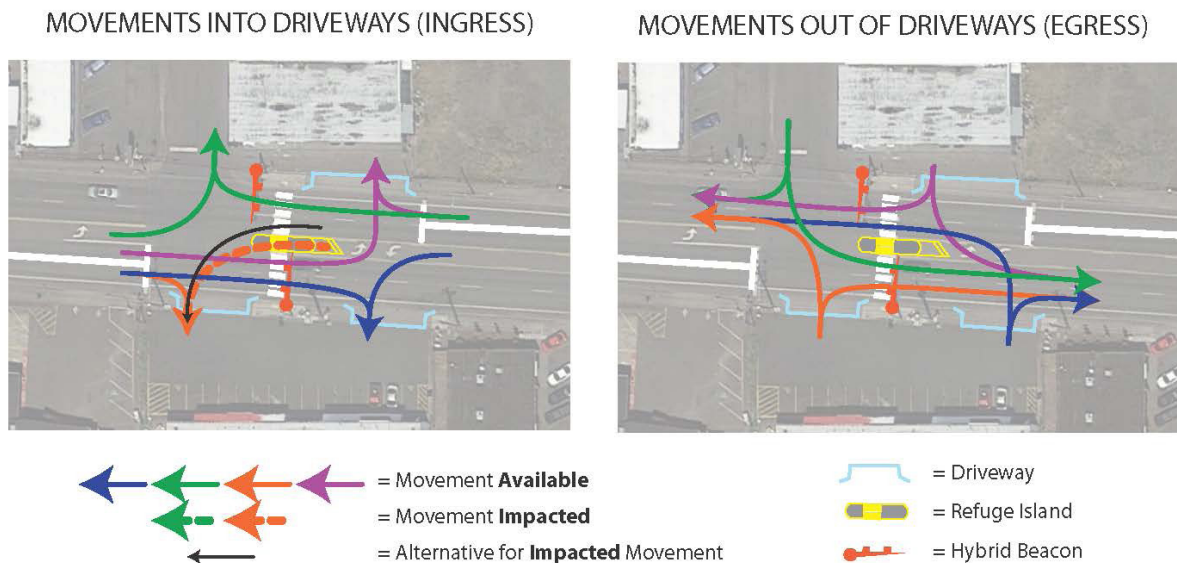 MOVEMENTS INTO DRIVEWAYS (INGRESS)
MOVEMENTS OUT OF DRIVEWAYS (EGRESS)
= Movement Available
= Movement Impacted
= Alternative for Impacted Movement
= Driveway
= Refuge Island
= Hybrid Beacon